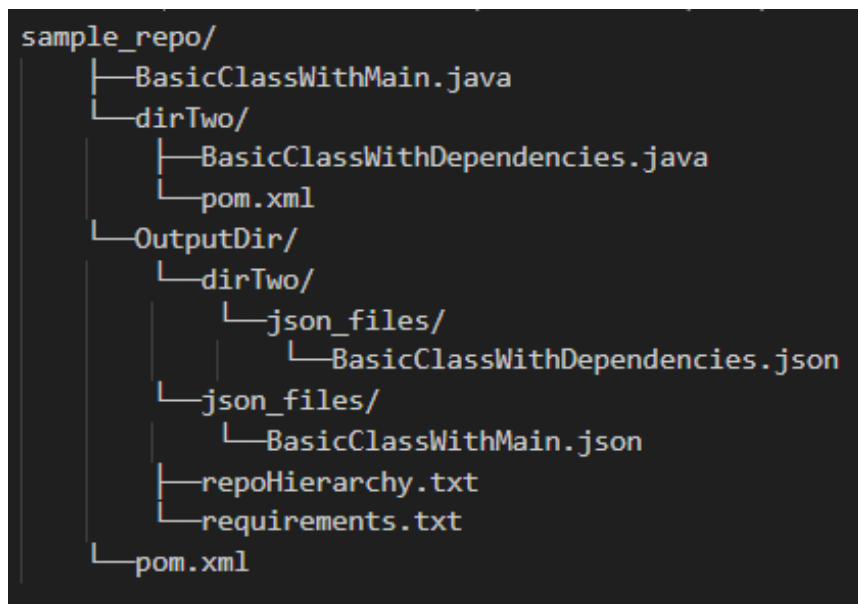 sample_repo/
├──BasicClassWithMain.java
└──dirTwo/
├──BasicClassWithDependencies.java
└──pom.xml
└──OutputDir/
└──dirTwo/
└──json_files/
└──BasicClassWithDependencies.json
└──json_files/
└──BasicClassWithMain.json
├──repoHierarchy.txt
└──requirements.txt
└──pom.xml